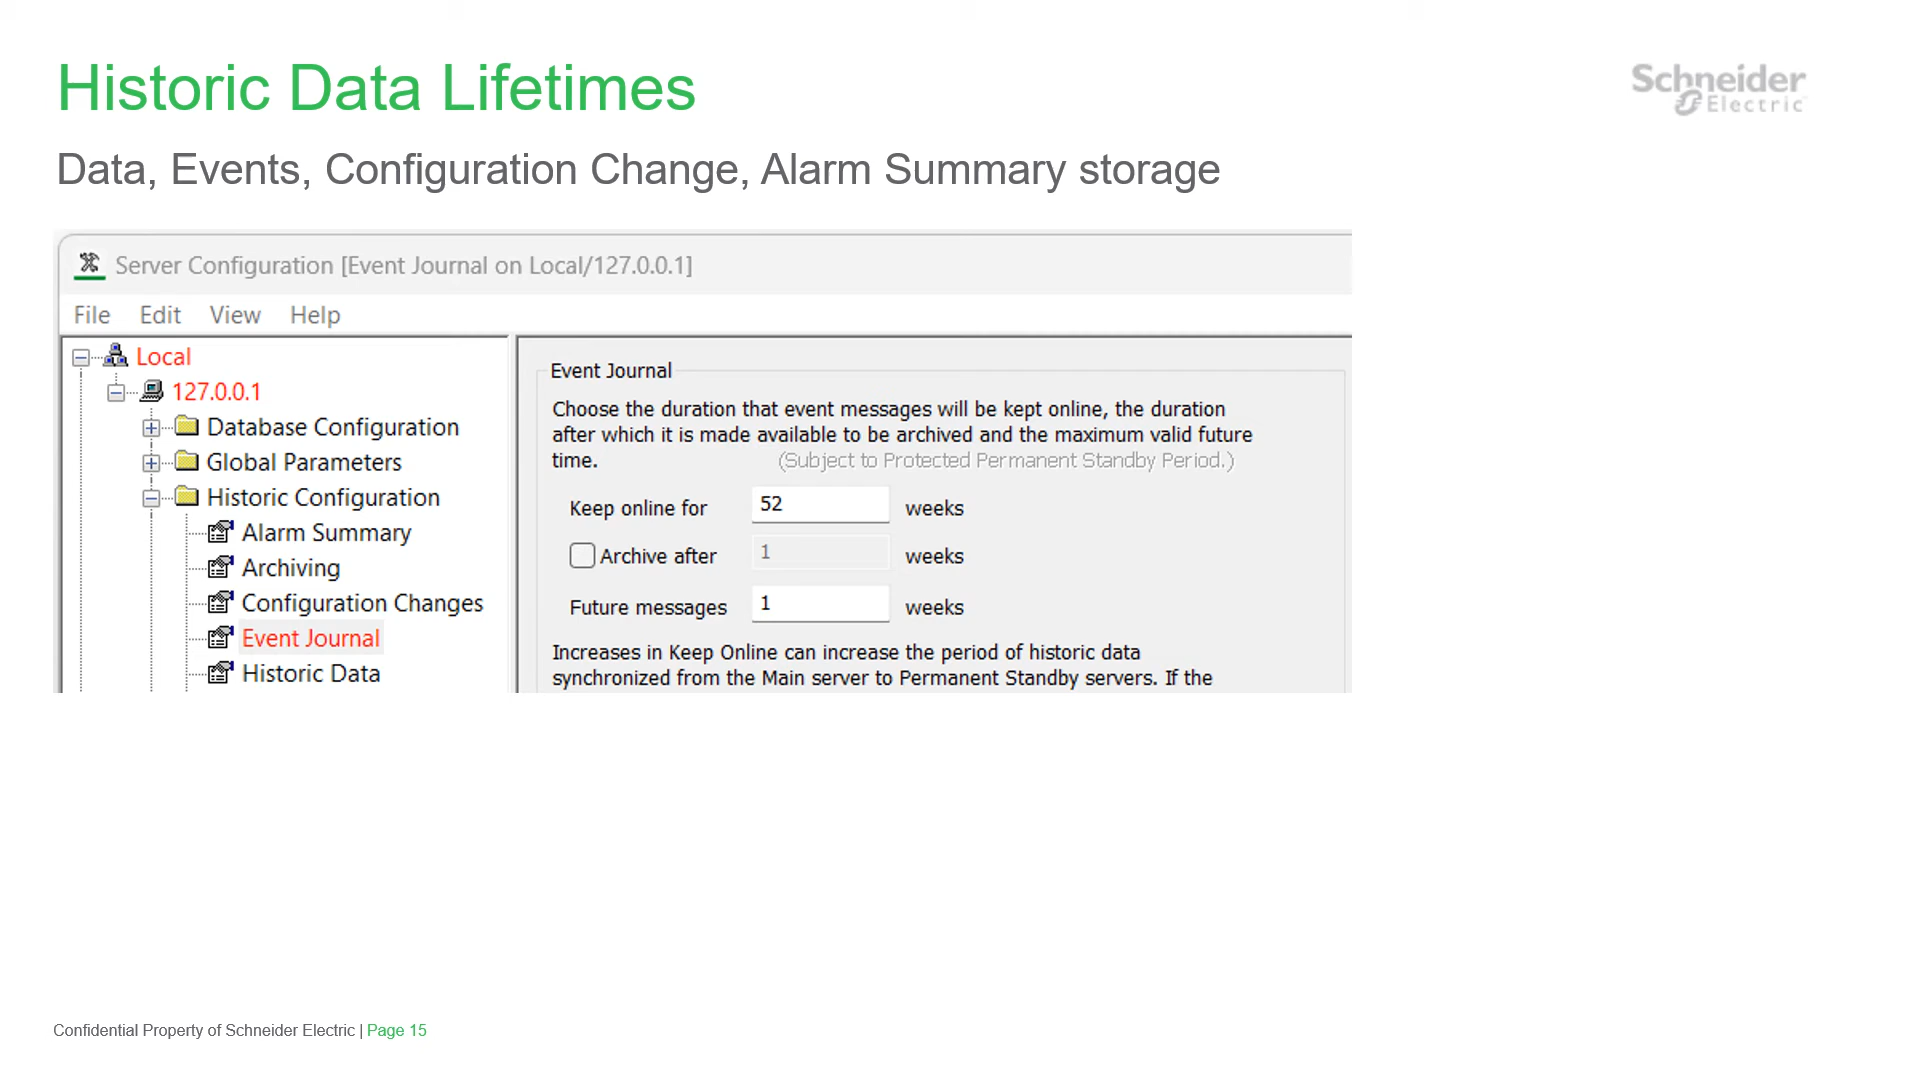 Historic Data Lifetimes
Schneider
Electric
Data, Events, Configuration Change, Alarm Summary storage
Server Configuration [Event Journal on Local/127.0.0.1]
File Edit View Help
Local
127.0.0.1
Database Configuration
Global Parameters
Historic Configuration
Alarm Summary
Archiving
Configuration Changes
Event Journal
Historic Data
Event Journal
Choose the duration that event messages will be kept online, the duration
after which it is made available to be archived and the maximum valid future
time. (Subject to Protected Permanent Standby Period.)
Keep online for 52 weeks
Archive after 1 weeks
Future messages 1 weeks
Increases in Keep Online can increase the period of historic data
synchronized from the Main server to Permanent Standby servers. If the
Confidential Property of Schneider Electric | Page 15